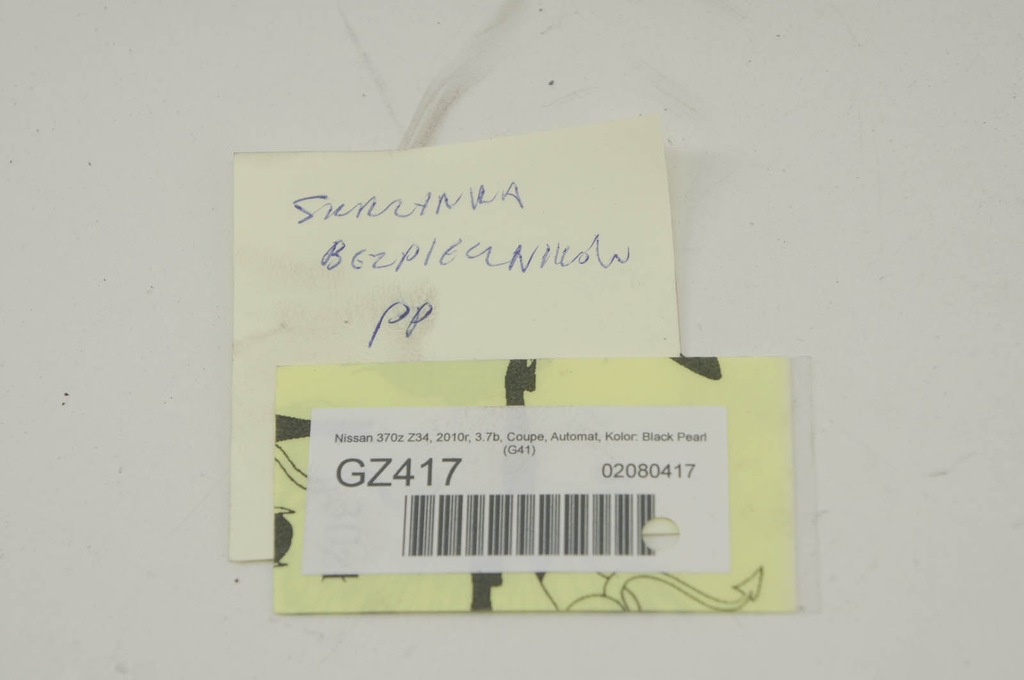 SKRZYNKA
BEZPIECZNIKÓW
PP
Nissan 370z Z34, 2010r, 3.7b, Coupe, Automat, Kolor: Black Pearl
(G41)
GZ417 02080417